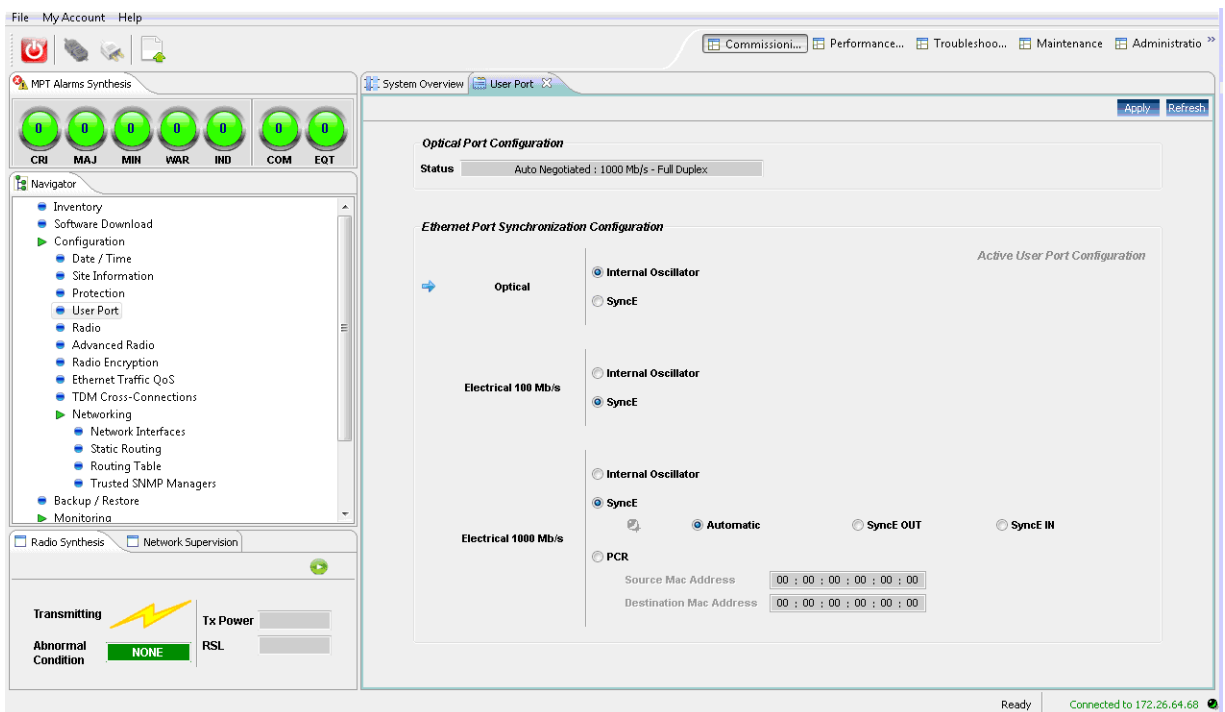 File My Account Help
Commissioni... Performance... Troubleshoo... Maintenance Administratio »
MPT Alarms Synthesis
0 0 0 0 0 0 0
CRI MAJ MIN WAR IND COM EQT
Navigator
Inventory
Software Download
Configuration
Date / Time
Site Information
Protection
User Port
Radio
Advanced Radio
Radio Encryption
Ethernet Traffic QoS
TDM Cross-Connections
Networking
Network Interfaces
Static Routing
Routing Table
Trusted SNMP Managers
Backup / Restore
Monitoring
Radio Synthesis Network Supervision
Transmitting
Tx Power
Abnormal Condition
NONE
RSL
System Overview User Port
Apply Refresh
Optical Port Configuration
Status Auto Negotiated : 1000 Mb/s - Full Duplex
Ethernet Port Synchronization Configuration
Active User Port Configuration
Optical
Internal Oscillator
SyncE
Electrical 100 Mb/s
Internal Oscillator
SyncE
Electrical 1000 Mb/s
Internal Oscillator
SyncE
Automatic SyncE OUT SyncE IN
PCR
Source Mac Address 00 : 00 : 00 : 00 : 00 : 00
Destination Mac Address 00 : 00 : 00 : 00 : 00 : 00
Ready Connected to 172.26.64.68